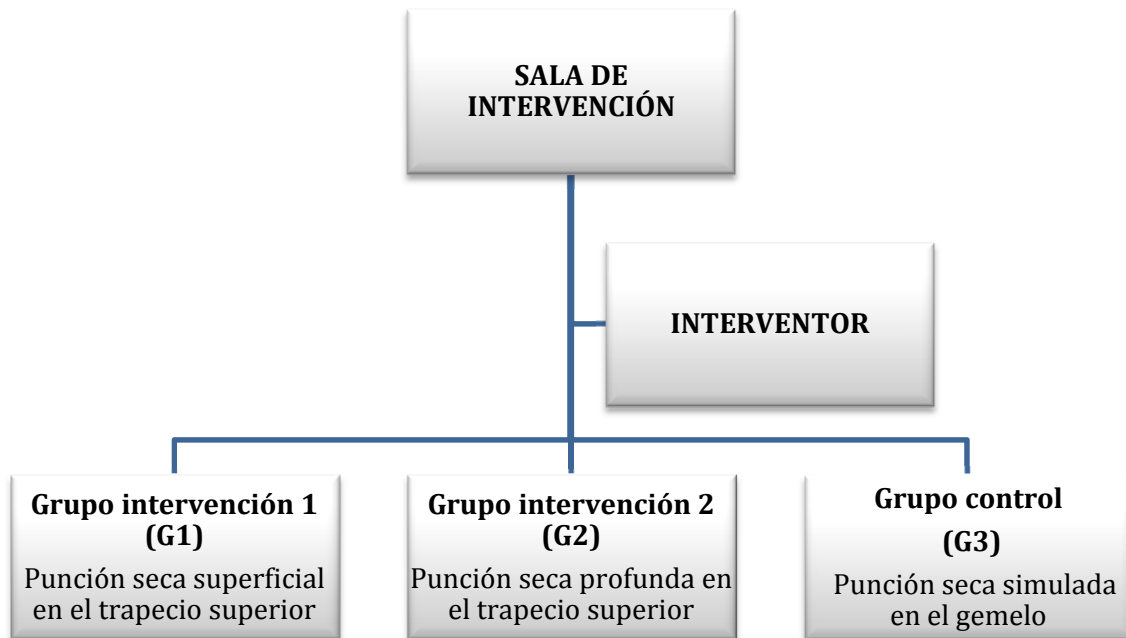 SALA DE
INTERVENCIÓN
INTERVENTOR
Grupo intervención 1
(G1)
Punción seca superficial
en el trapecio superior
Grupo intervención 2
(G2)
Punción seca profunda en
el trapecio superior
Grupo control
(G3)
Punción seca simulada
en el gemelo